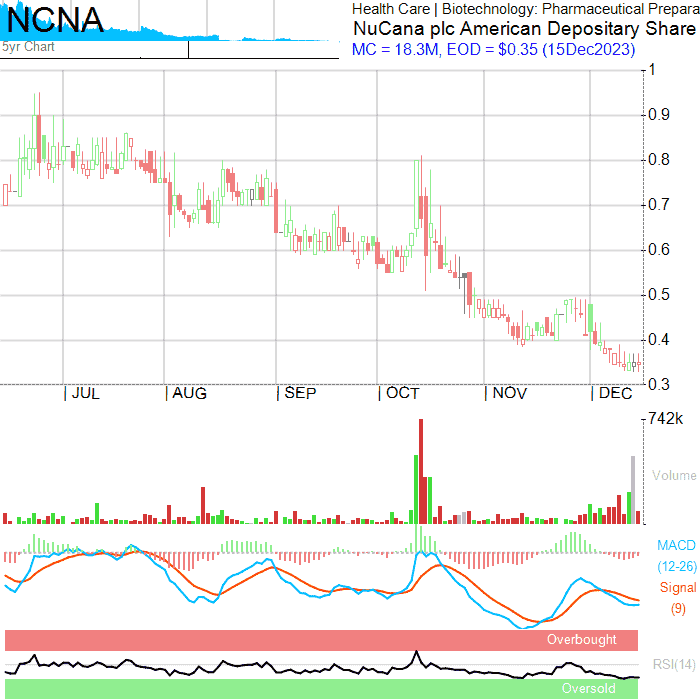 NCNA
Health Care | Biotechnology: Pharmaceutical Prepara
NuCana plc American Depositary Share
MC = 18.3M, EOD = $0.35 (15Dec2023)
5yr Chart
1
0.9
0.8
0.7
0.6
0.5
0.4
0.3
JUL
AUG
SEP
OCT
NOV
DEC
742k
Volume
MACD
(12-26)
Signal
(9)
Overbought
RSI(14)
Oversold